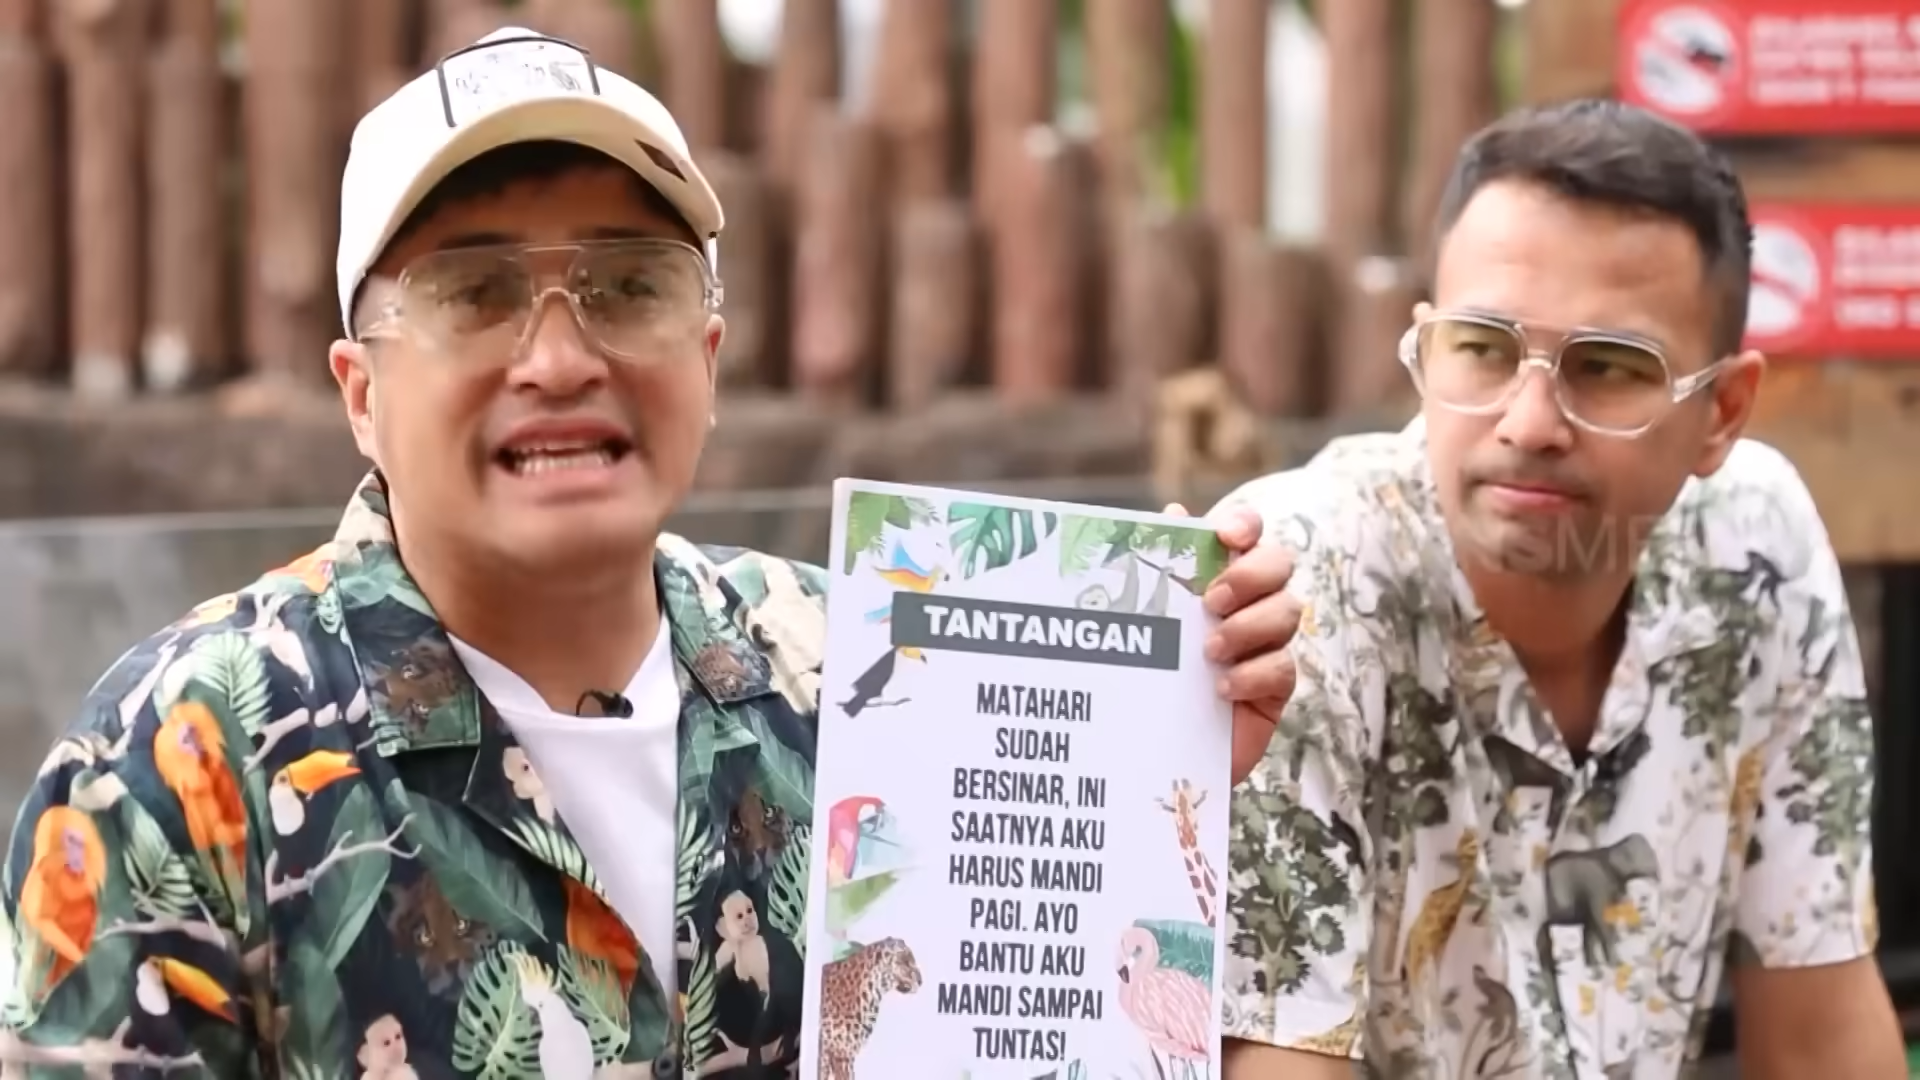 TANTANGAN
MATAHARI
SUDAH
BERSINAR, INI
SAATNYA AKU
HARUS MANDI
PAGI. AYO
BANTU AKU
MANDI SAMPAI
TUNTAS!